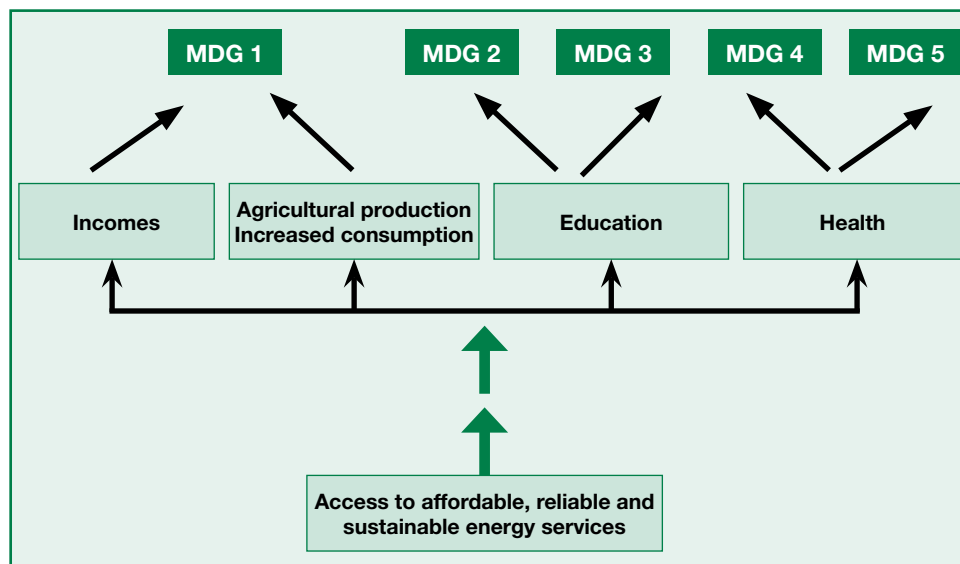 MDG 1
MDG 2
MDG 3
MDG 4
MDG 5
Incomes
Agricultural production
Increased consumption
Education
Health
Access to affordable, reliable and
sustainable energy services